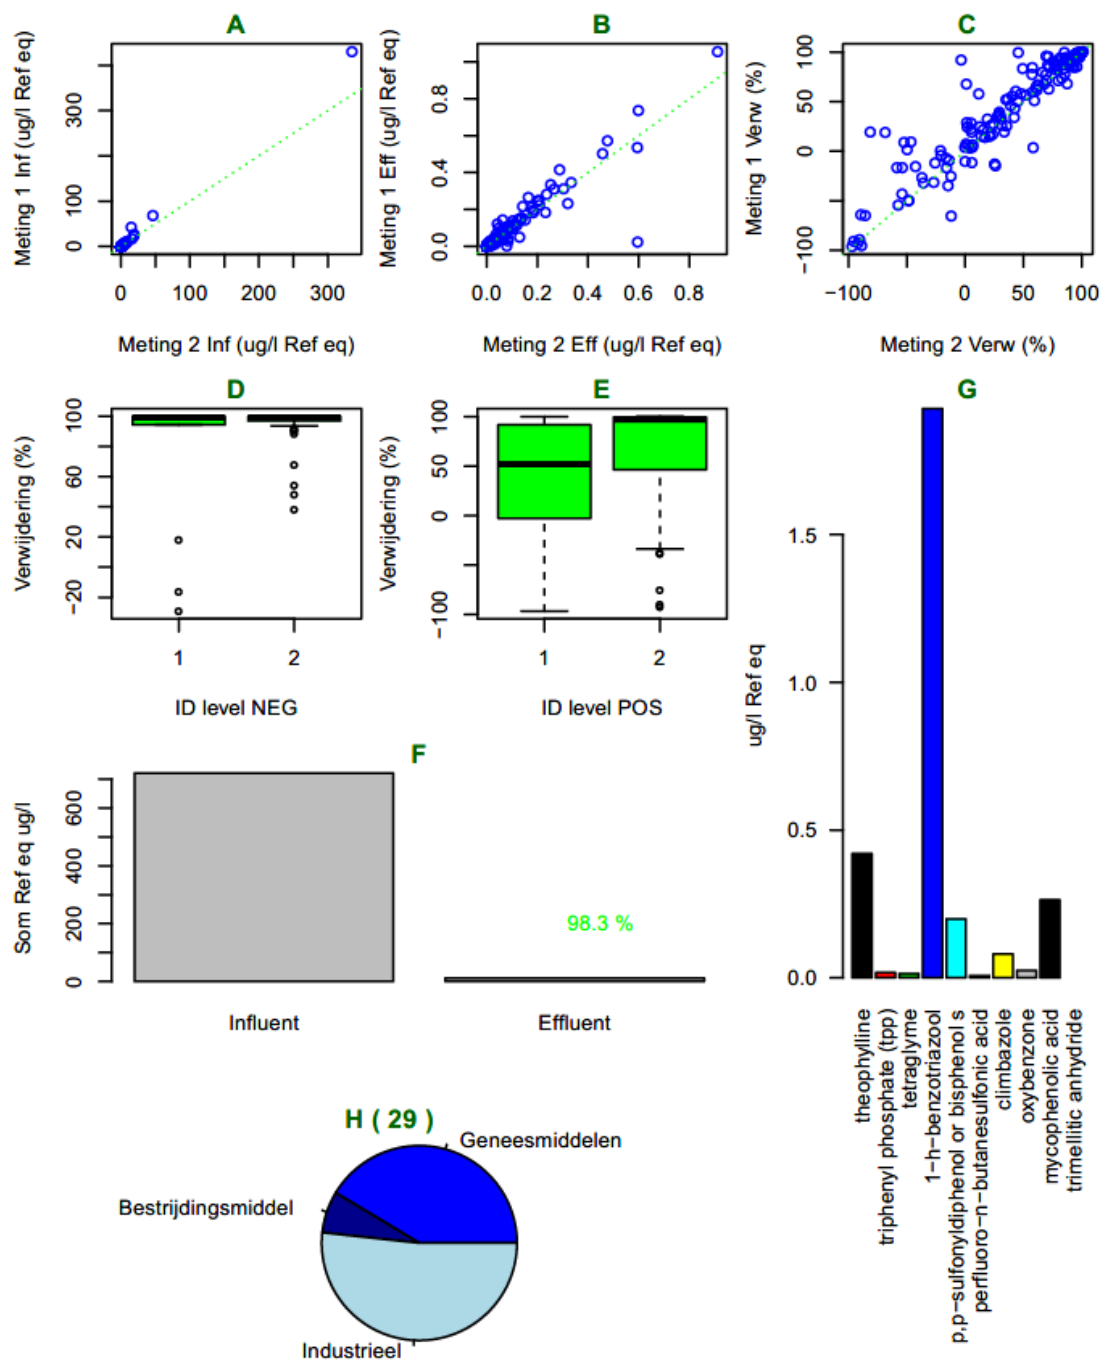 A
Meting 1 Inf (ug/l Ref eq)
0
100
300
0
100
200
300
Meting 2 Inf (ug/l Ref eq)
B
Meting 1 Eff (ug/l Ref eq)
0.0
0.4
0.8
0.0
0.2
0.4
0.6
0.8
Meting 2 Eff (ug/l Ref eq)
C
Meting 1 Verw (%)
−100
0
50
100
−100
0
50
100
Meting 2 Verw (%)
D
Verwijdering (%)
−20
20
60
100
1
2
ID level NEG
E
Verwijdering (%)
−100
0
50
100
1
2
ID level POS
F
Som Ref eq ug/l
0
200
400
600
98.3 %
Influent
Effluent
G
ug/l Ref eq
0.0
0.5
1.0
1.5
theophylline
triphenyl phosphate (tpp)
tetraglyme
1−h−benzotriazool
p,p−sulfonyldiphenol or bisphenol s
perfluoro−n−butanesulfonic acid
climbazole
oxybenzone
mycophenolic acid
trimellitic anhydride
H ( 29 )
Geneesmiddelen
Bestrijdingsmiddel
Industrieel